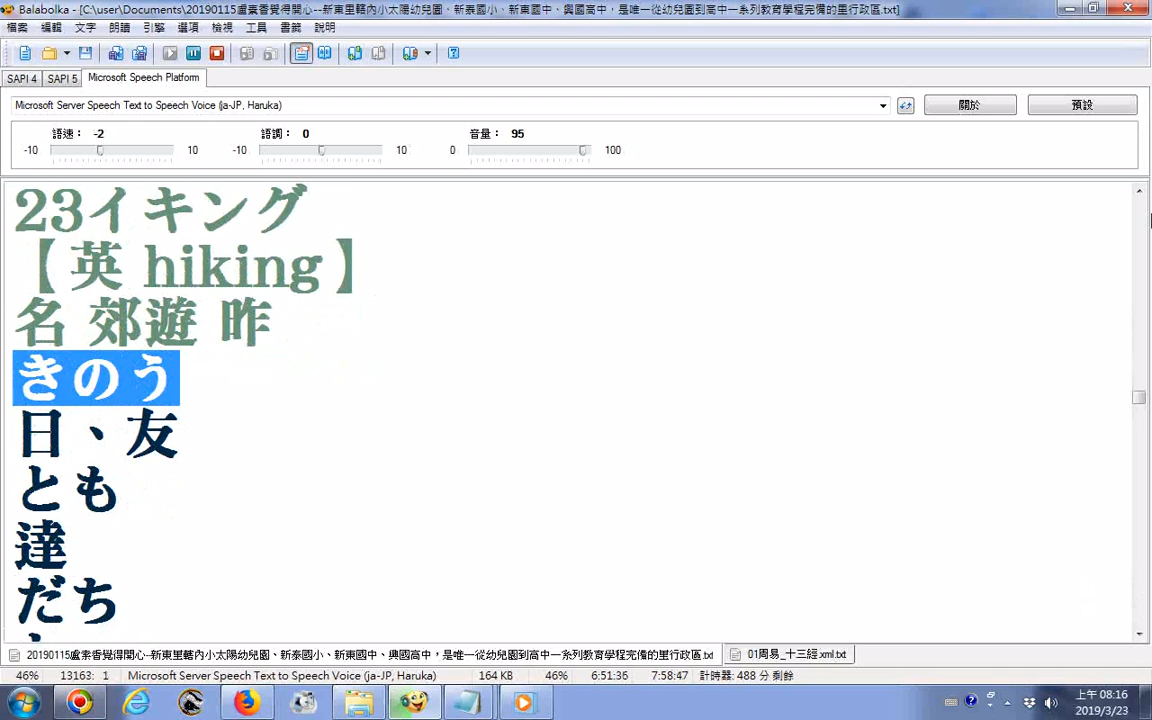 Balabolka - [C:\user\Documents\20190115盧素香覺得開心--新東里轄內小太陽幼兒園、新泰國小、新東國中、興國高中，是唯一從幼兒園到高中一系列教育學程完備的里行政區.txt]
檔案 編輯 文字 朗讀 引擎 選項 檢視 工具 書籤 說明
SAPI 4 SAPI 5 Microsoft Speech Platform
Microsoft Server Speech Text to Speech Voice (ja-JP, Haruka) 關於 預設
語速： -2 語調： 0 音量： 95
-10 10 -10 10 0 100
23イキング
【 英 hiking 】
名 郊遊 昨
きのう
日、友
とも
達
だち
20190115盧素香覺得開心--新東里轄內小太陽幼兒園、新泰國小、新東國中、興國高中，是唯一從幼兒園到高中一系列教育學程完備的里行政區.txt 01周易_十三經.xml.txt
46% 13163: 1 Microsoft Server Speech Text to Speech Voice (ja-JP, Haruka) 164 KB 46% 6:51:36 7:58:47 計時器: 488 分 剩餘
上午 08:16
2019/3/23